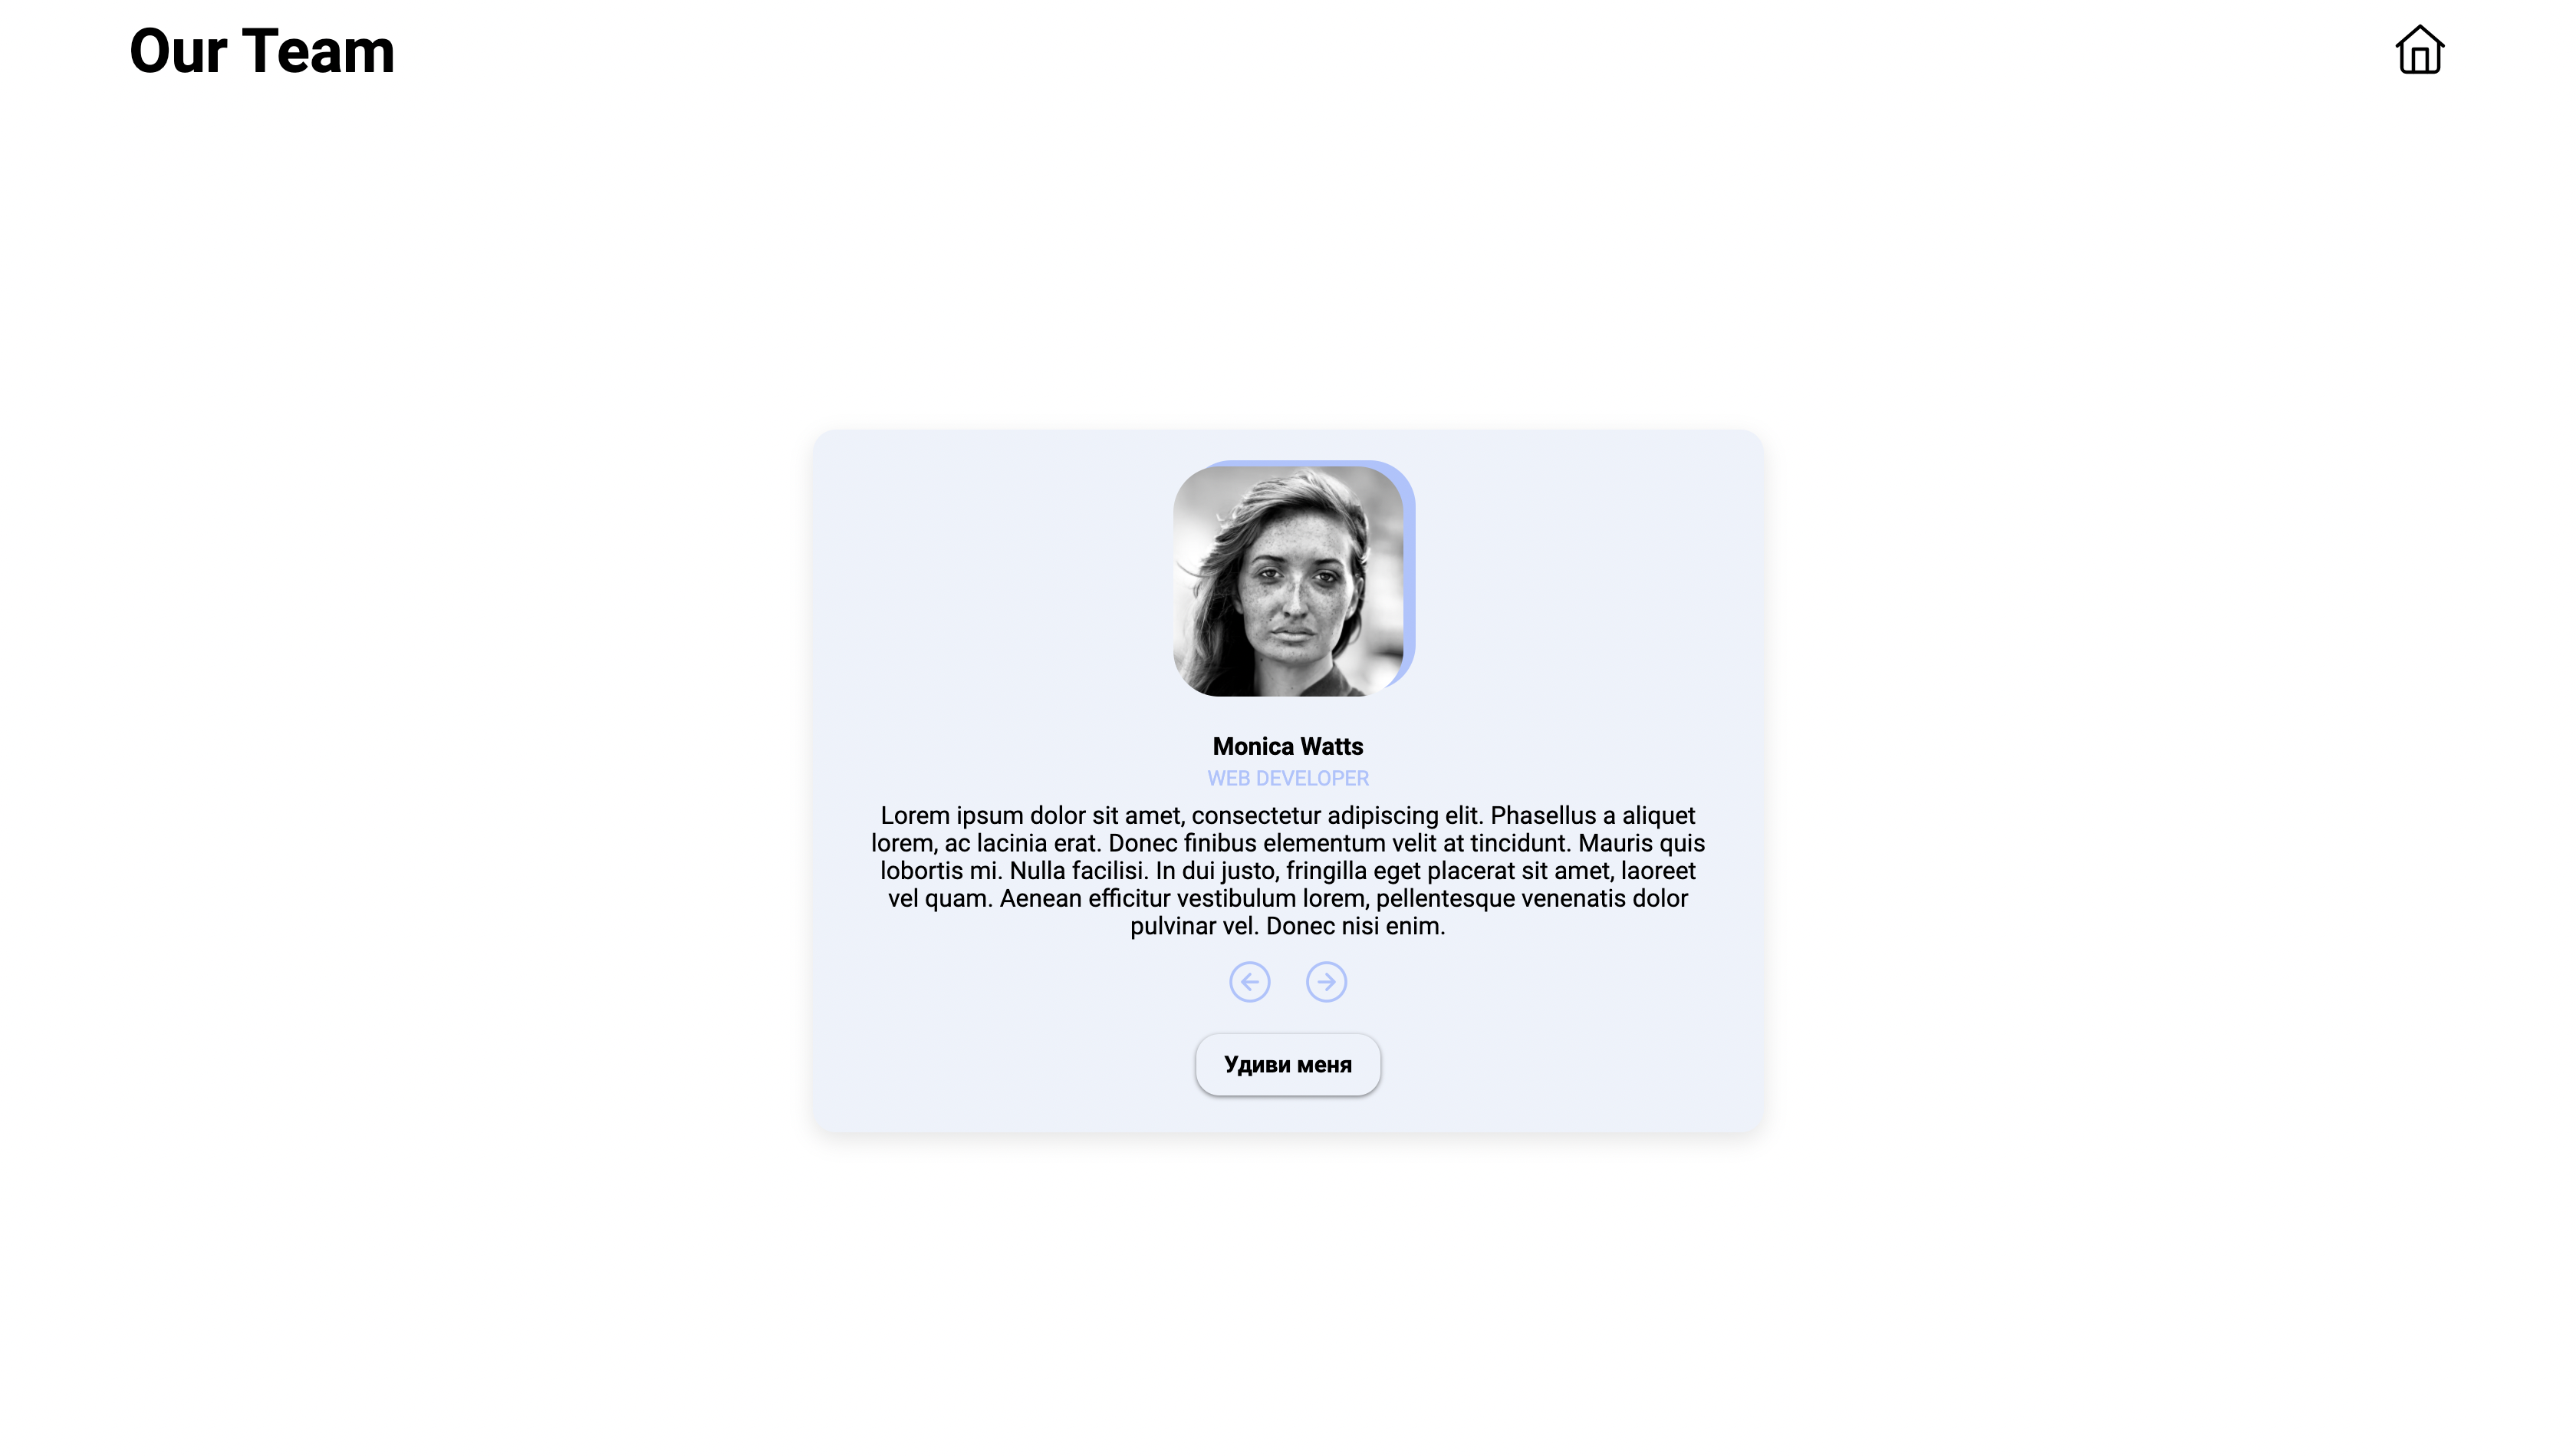 Our Team
Monica Watts
WEB DEVELOPER
Lorem ipsum dolor sit amet, consectetur adipiscing elit. Phasellus a aliquet
lorem, ac lacinia erat. Donec finibus elementum velit at tincidunt. Mauris quis
lobortis mi. Nulla facilisi. In dui justo, fringilla eget placerat sit amet, laoreet
vel quam. Aenean efficitur vestibulum lorem, pellentesque venenatis dolor
pulvinar vel. Donec nisi enim.
Удиви меня